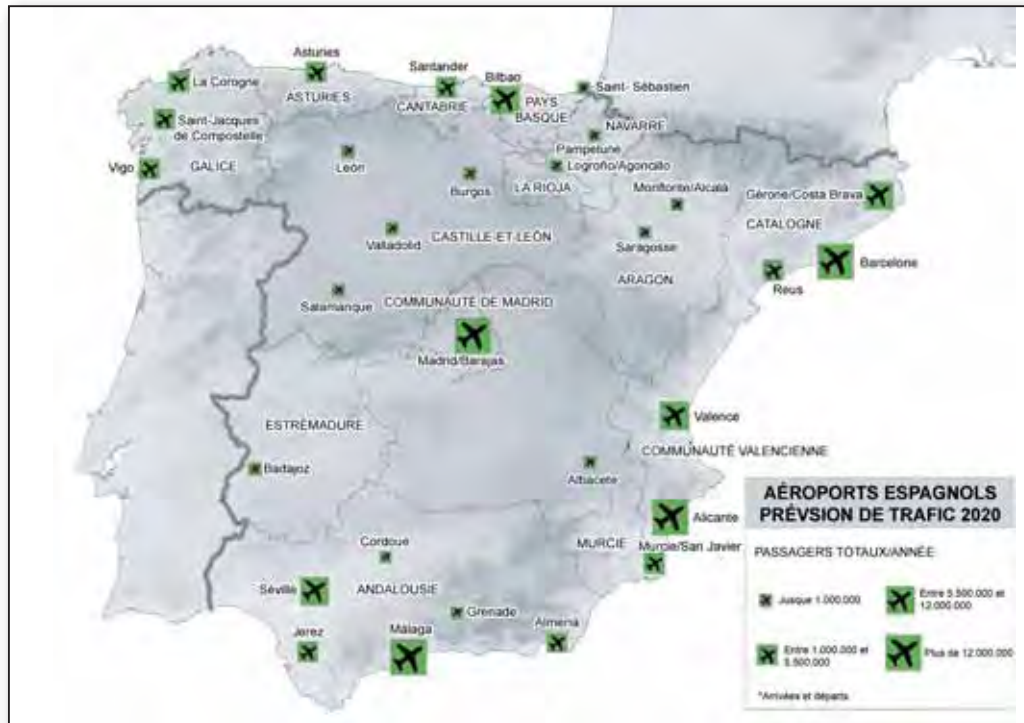 Asturies
La Corogne
Santander
Bilbao
Saint- Sébastien
ASTURIES
CANTABRIE
PAYS
BASQUE
Saint-Jacques
de Compostelle
NAVARRE
Pampelune
Vigo
GALICE
León
Burgos
Logroño/Agoncillo
LA RIOJA
Monflorite/Alcalá
Gérone/Costa Brava
CATALOGNE
Valladolid
CASTILLE-ET-LEÓN
Saragosse
ARAGON
Barcelone
Reus
Salamanque
COMMUNAUTÉ DE MADRID
Madrid/Barajas
Valence
ESTRÉMADURE
COMMUNAUTÉ VALENCIENNE
Badajoz
Albacete
Alicante
MURCIE
Murcie/San Javier
Cordoue
Séville
ANDALOUSIE
Grenade
Almería
Jerez
Málaga
AÉROPORTS ESPAGNOLS
PRÉVSION DE TRAFIC 2020
PASSAGERS TOTAUX/ANNÉE
Jusque 1.000.000
Entre 5.500.000 et
12.000.000
Entre 1.000.000 et
5.500.000
Plus de 12.000.000
*Arrivées et départs